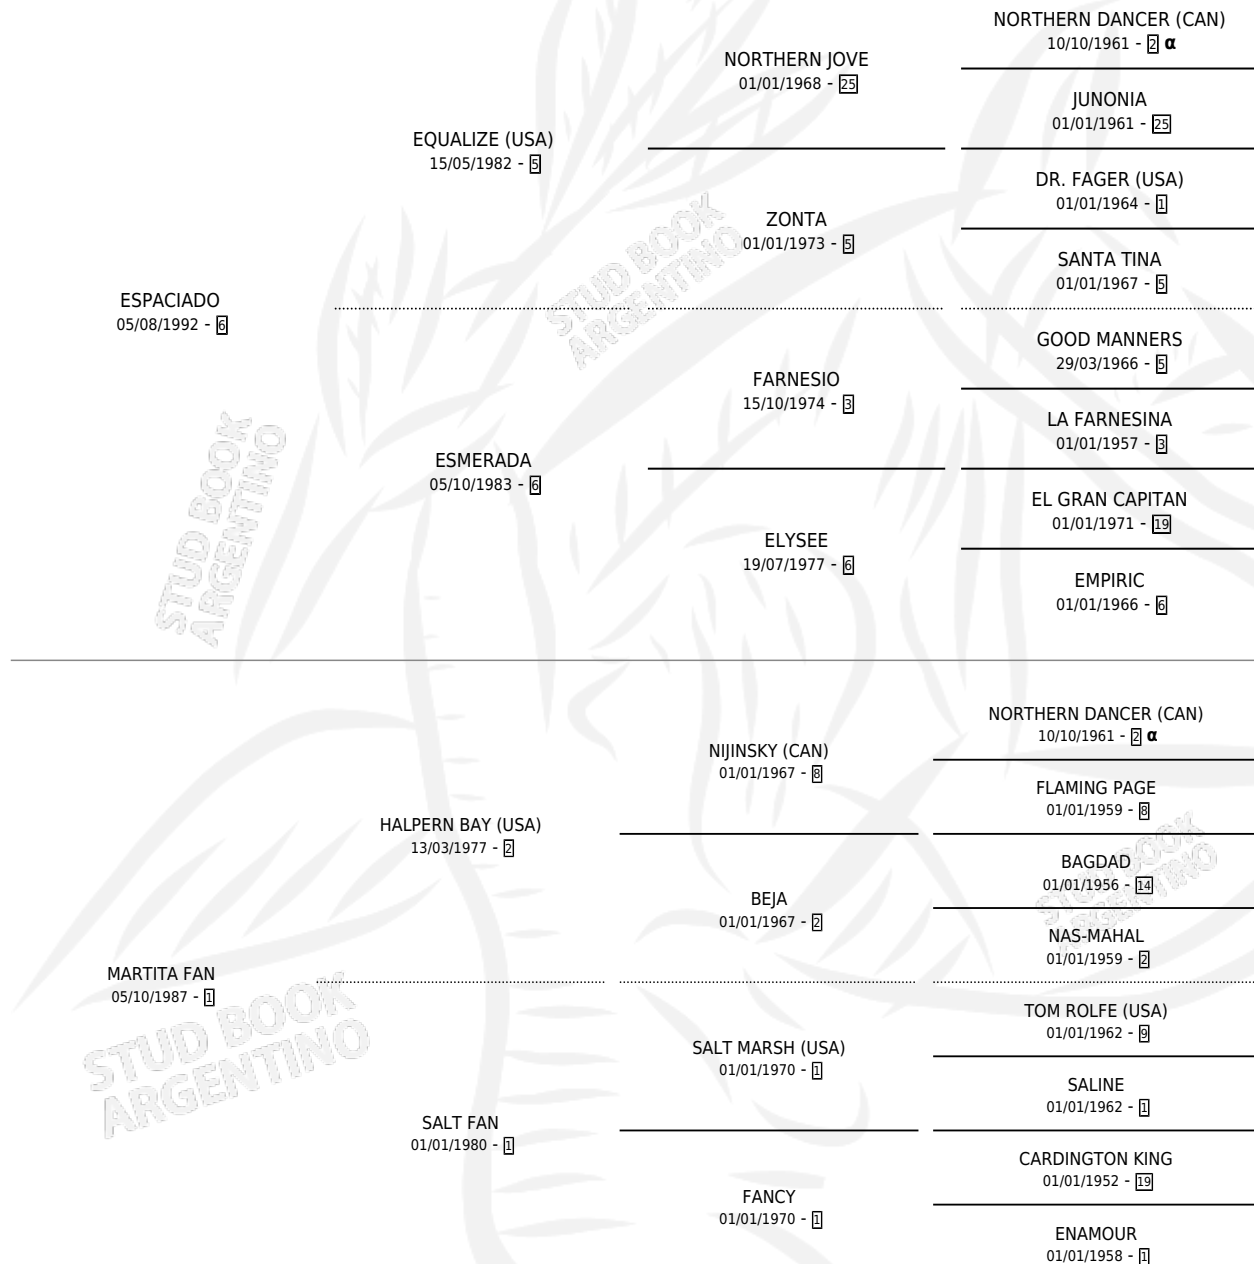 NORTHERN DANCER (CAN)
10/10/1961 - 2 α
NORTHERN JOVE
01/01/1968 - 25
JUNONIA
01/01/1961 - 25
EQUALIZE (USA)
15/05/1982 - 5
DR. FAGER (USA)
01/01/1964 - 1
ZONTA
01/01/1973 - 5
SANTA TINA
01/01/1967 - 5
ESPACIADO
05/08/1992 - 6
GOOD MANNERS
29/03/1966 - 5
FARNESIO
15/10/1974 - 3
LA FARNESINA
01/01/1957 - 3
ESMERADA
05/10/1983 - 6
EL GRAN CAPITAN
01/01/1971 - 19
ELYSEE
19/07/1977 - 6
EMPIRIC
01/01/1966 - 6
STUD BOOK
ARGENTINO
STUD BOOK
ARGENTINO
NORTHERN DANCER (CAN)
10/10/1961 - 2 α
NIJINSKY (CAN)
01/01/1967 - 8
FLAMING PAGE
01/01/1959 - 8
HALPERN BAY (USA)
13/03/1977 - 2
BAGDAD
01/01/1956 - 14
BEJA
01/01/1967 - 2
NAS-MAHAL
01/01/1959 - 2
MARTITA FAN
05/10/1987 - 1
TOM ROLFE (USA)
01/01/1962 - 9
SALT MARSH (USA)
01/01/1970 - 1
SALINE
01/01/1962 - 1
SALT FAN
01/01/1980 - 1
CARDINGTON KING
01/01/1952 - 19
FANCY
01/01/1970 - 1
ENAMOUR
01/01/1958 - 1
STUD BOOK
ARGENTINO
STUD BOOK
ARGENTINO